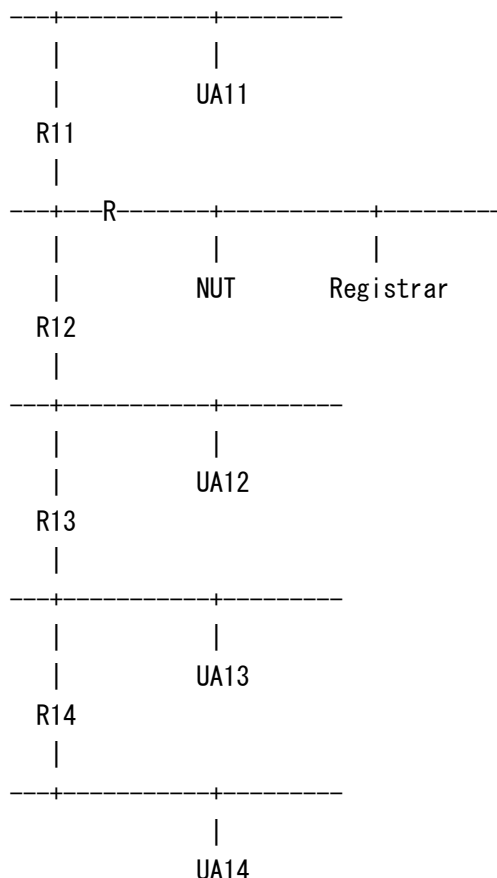 ---+----------+--------
   |          |
   |         UA11
  R11
   |
---+--R-------+----------+--------
   |          |          |
   |         NUT      Registrar
  R12
   |
---+----------+--------
   |          |
   |         UA12
  R13
   |
---+----------+--------
   |          |
   |         UA13
  R14
   |
---+----------+--------
              |
             UA14